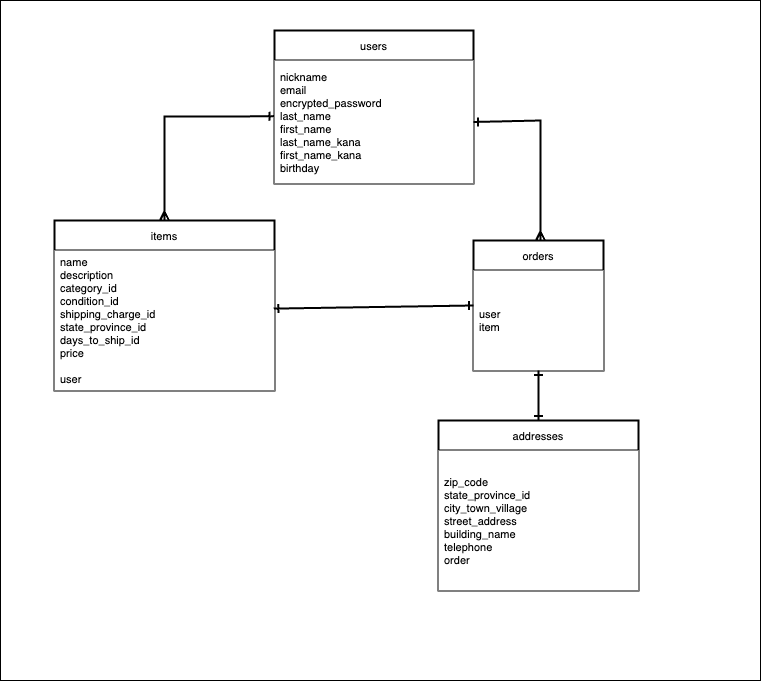 users
nickname
email
encrypted_password
last_name
first_name
last_name_kana
first_name_kana
birthday
items
name
description
category_id
condition_id
shipping_charge_id
state_province_id
days_to_ship_id
price
user
orders
user
item
addresses
zip_code
state_province_id
city_town_village
street_address
building_name
telephone
order